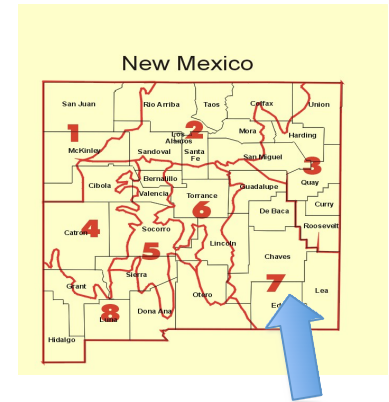 New Mexico
San Juan
Rio Arriba
Taos
Colfax
Union
1
2
Los Alamos
Mora
Harding
McKinley
Sandoval
Santa Fe
San Miguel
3
Quay
Cibola
Bernalillo
Valencia
Torrance
Guadalupe
Curry
De Baca
Roosevelt
4
Catron
Socorro
6
Lincoln
5
Chaves
Sierra
7
Lea
Grant
Otero
8
Luna
Dona Ana
Hidalgo